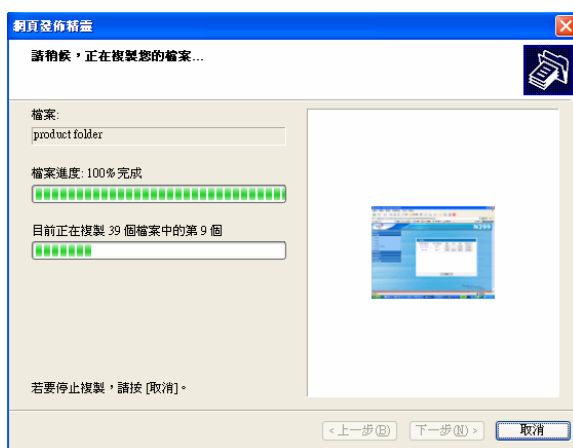 網頁發佈精靈
請稍候，正在複製您的檔案...
檔案:
product folder
檔案進度: 100% 完成
目前正在複製 39 個檔案中的第 9 個
N299
若要停止複製，請按 [取消]。
<上一步(B)
下一步(N)>
取消